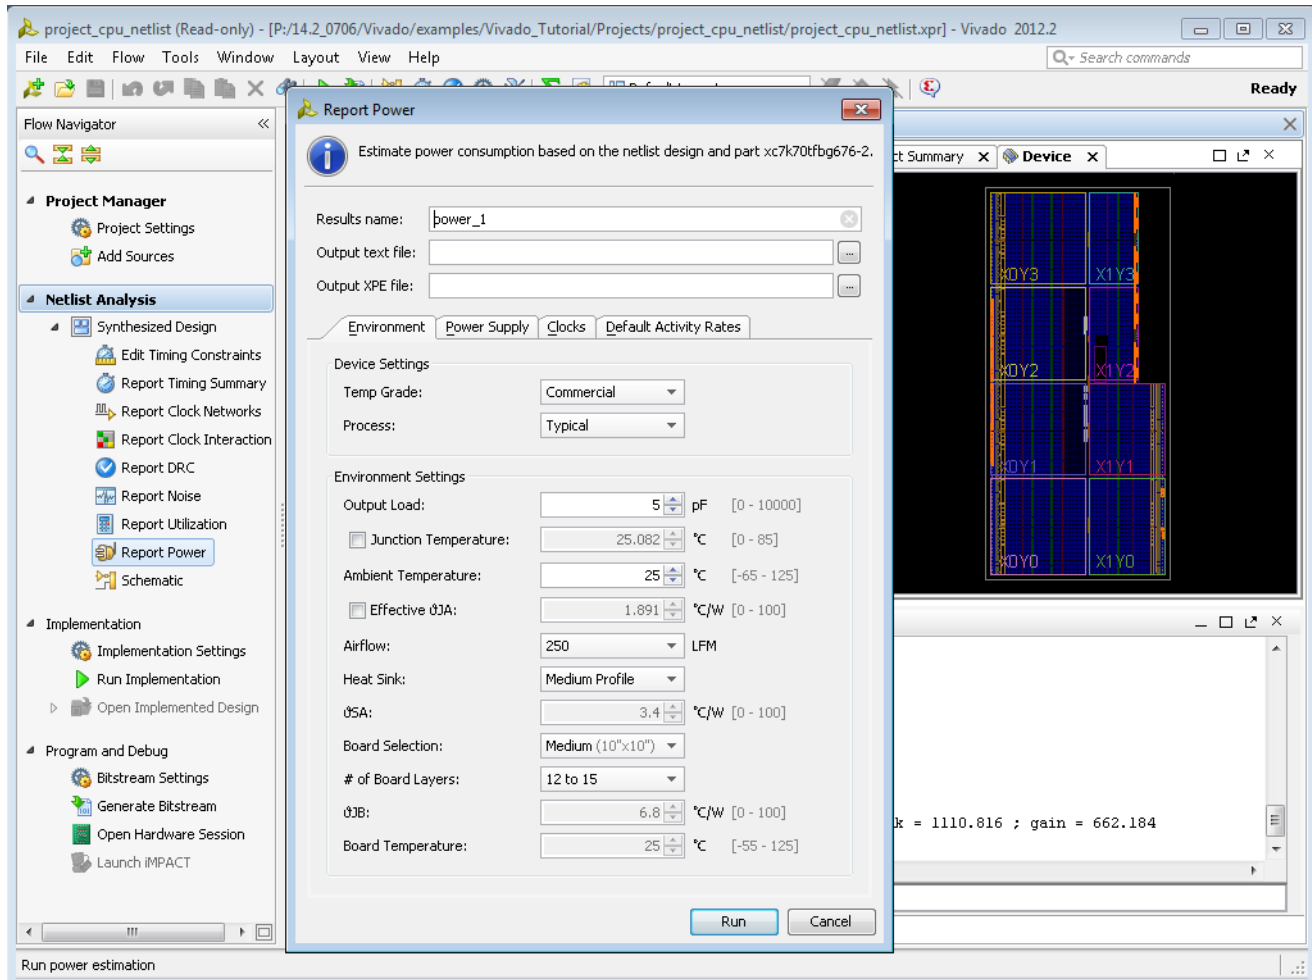 project_cpu_netlist (Read-only) - [P:/14.2_0706/Vivado/examples/Vivado_Tutorial/Projects/project_cpu_netlist/project_cpu_netlist.xpr] - Vivado 2012.2
File Edit Flow Tools Window Layout View Help
Search commands
Ready
Flow Navigator
Project Manager
Project Settings
Add Sources
Netlist Analysis
Synthesized Design
Edit Timing Constraints
Report Timing Summary
Report Clock Networks
Report Clock Interaction
Report DRC
Report Noise
Report Utilization
Report Power
Schematic
Implementation
Implementation Settings
Run Implementation
Open Implemented Design
Program and Debug
Bitstream Settings
Generate Bitstream
Open Hardware Session
Launch iMPACT
Run power estimation
Report Power
Estimate power consumption based on the netlist design and part xc7k70tfbg676-2.
Results name: power_1
Output text file: ...
Output XPE file: ...
Environment Power Supply Clocks Default Activity Rates
Device Settings
Temp Grade: Commercial
Process: Typical
Environment Settings
Output Load: 5 pF [0 - 10000]
Junction Temperature: 25.082 °C [0 - 85]
Ambient Temperature: 25 °C [-65 - 125]
Effective ϑJA: 1.891 °C/W [0 - 100]
Airflow: 250 LFM
Heat Sink: Medium Profile
ϑSA: 3.4 °C/W [0 - 100]
Board Selection: Medium (10"x10")
# of Board Layers: 12 to 15
ϑJB: 6.8 °C/W [0 - 100]
Board Temperature: 25 °C [-55 - 125]
Run Cancel
ct Summary Device
X0Y3 X1Y3
X0Y2 X1Y2
X0Y1 X1Y1
X0Y0 X1Y0
k = 1110.816 ; gain = 662.184